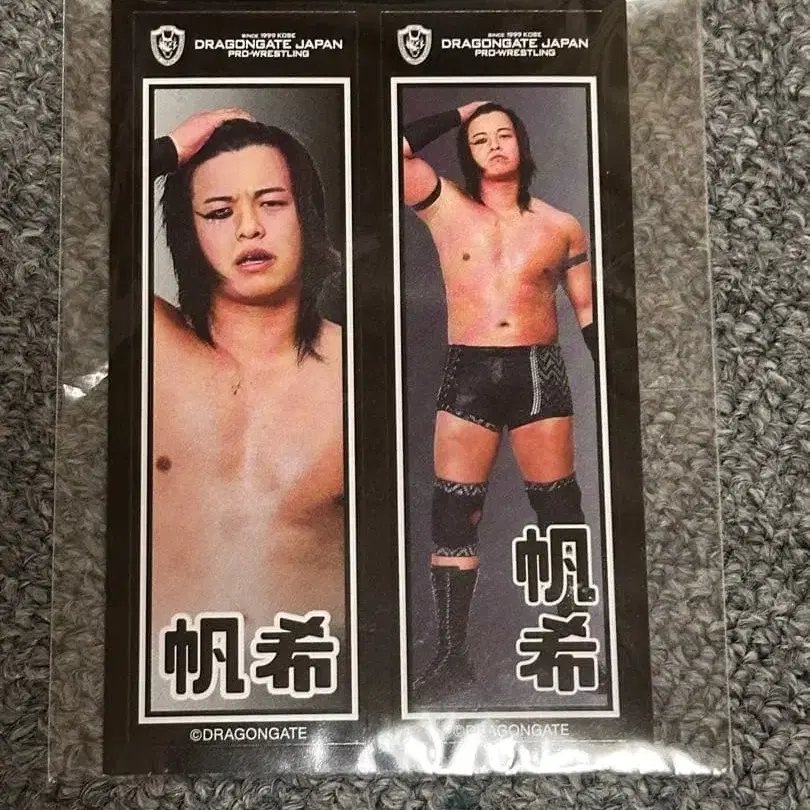 SINCE 1999 KOBE
DRAGONGATE JAPAN
PRO-WRESTLING
帆希
©DRAGONGATE
SINCE 1999 KOBE
DRAGONGATE JAPAN
PRO-WRESTLING
帆
希
©DRAGONGATE